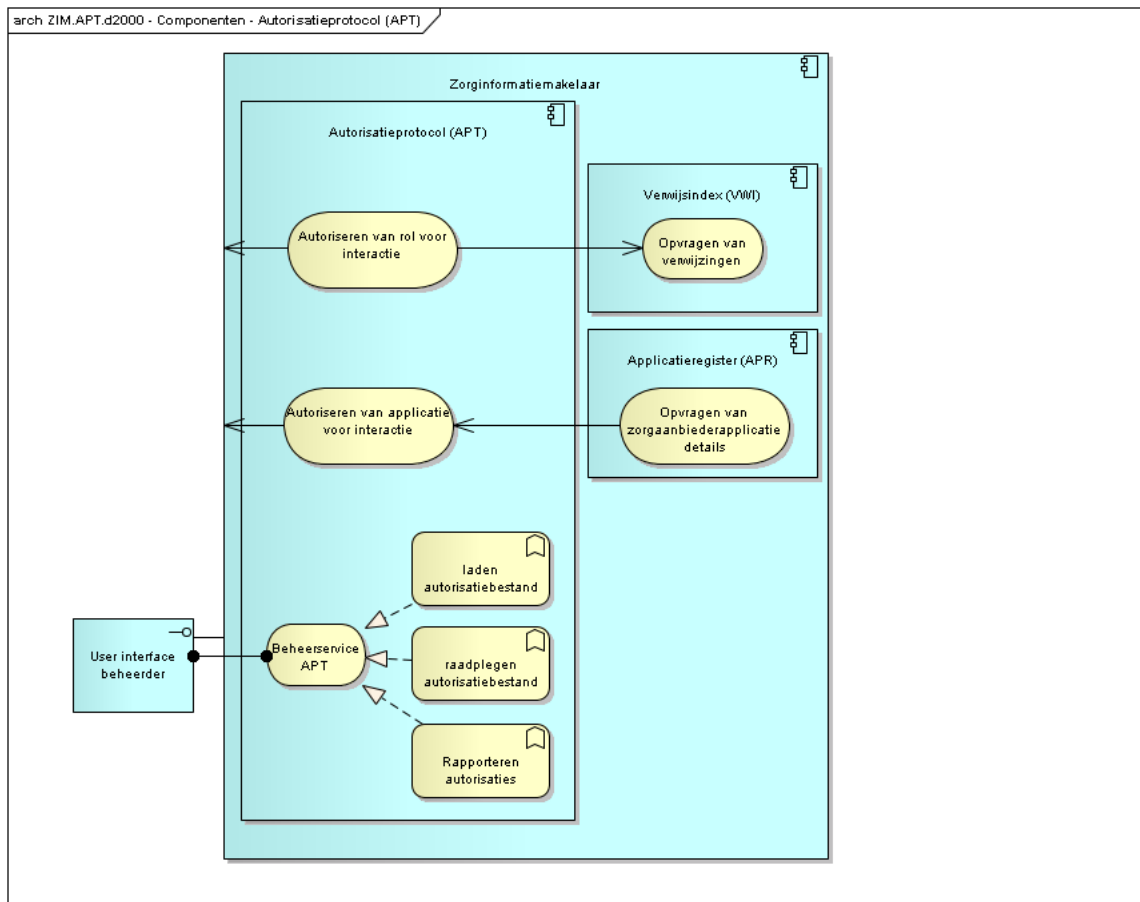 arch ZIM.APT.d2000 - Componenten - Autorisatieprotocol (APT)
Zorginformatiemakelaar
Autorisatieprotocol (APT)
Verwijsindex (VWI)
Autoriseren van rol voor
interactie
Opvragen van
verwijzingen
Applicatieregister (APR)
Autoriseren van applicatie
voor interactie
Opvragen van
zorgaanbiederapplicatie
details
laden
autorisatiebestand
User interface
beheerder
Beheerservice
APT
raadplegen
autorisatiebestand
Rapporteren
autorisaties